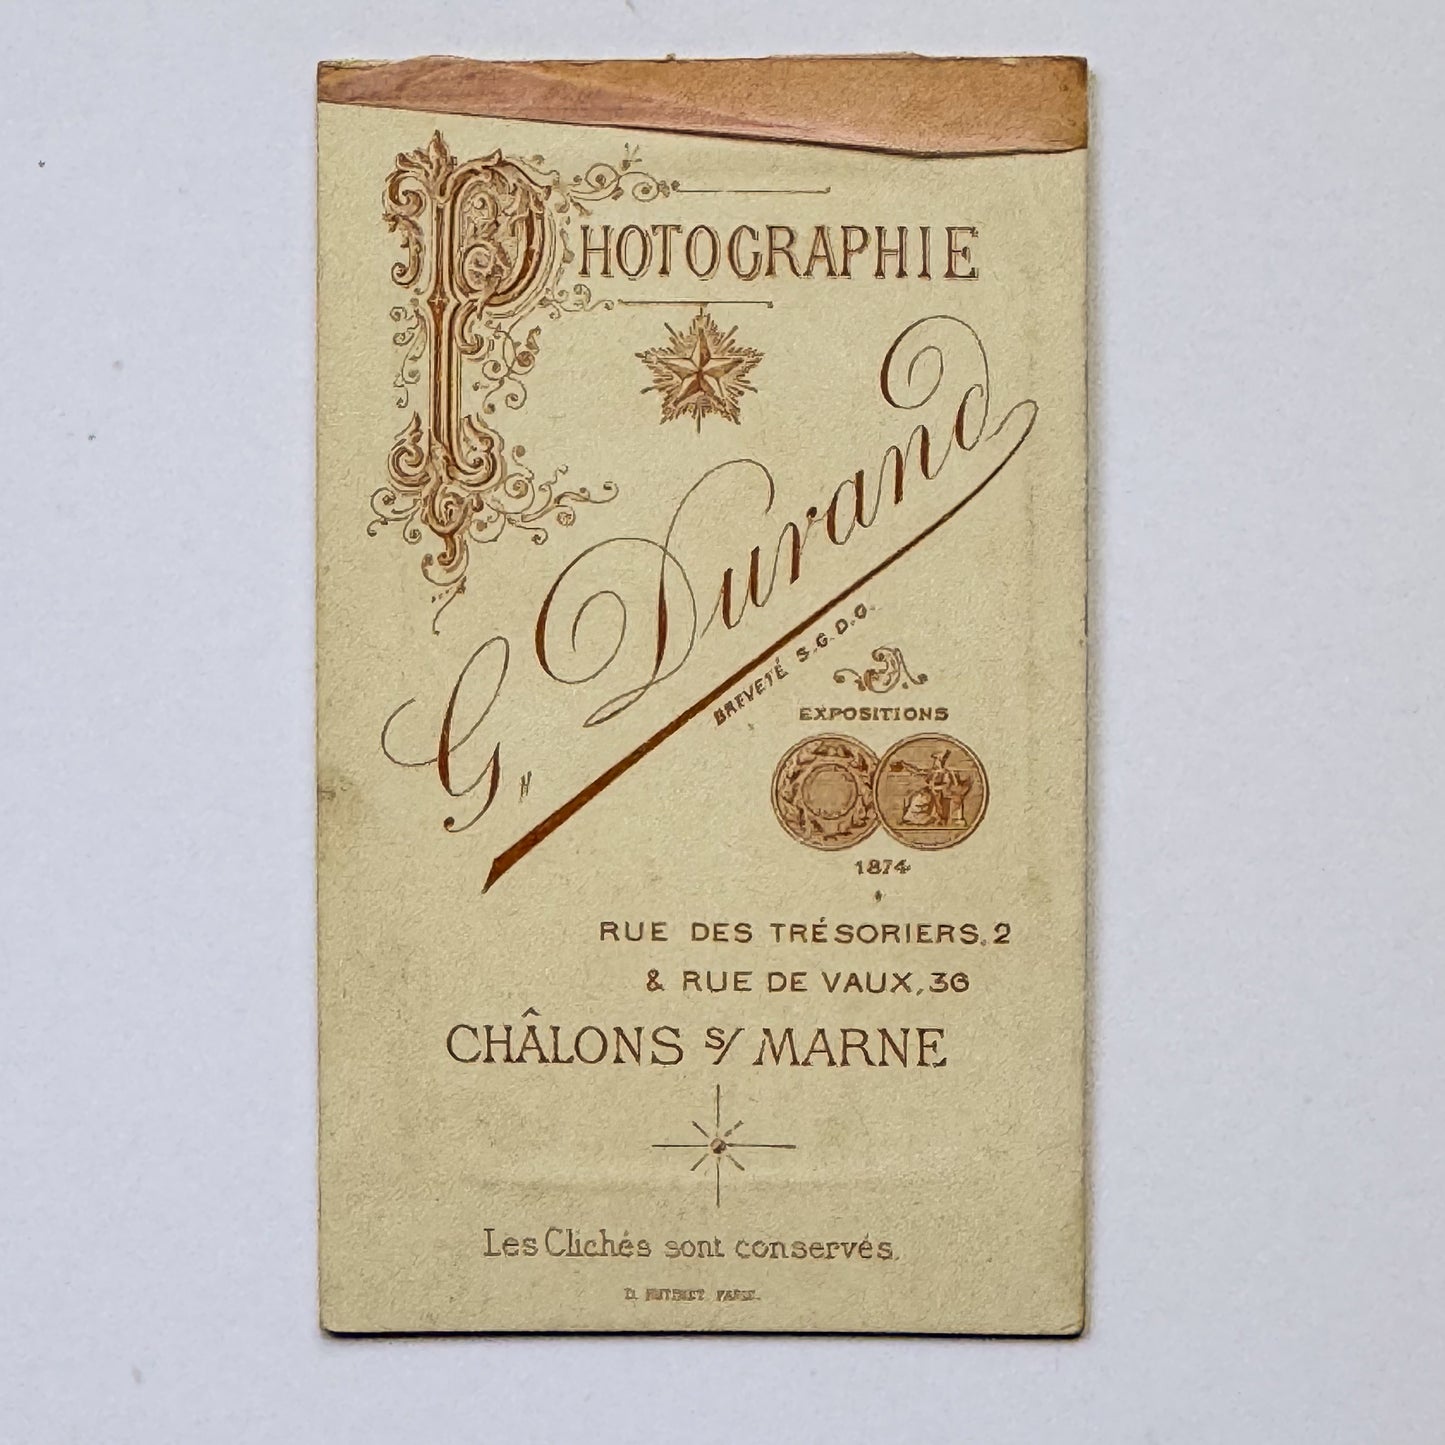 PHOTOGRAPHIE
G. Durand
BREVETÉ S.G.D.G.
EXPOSITIONS
1874
RUE DES TRÉSORIERS, 2
& RUE DE VAUX, 36
CHÂLONS S/ MARNE
Les Clichés sont conservés.